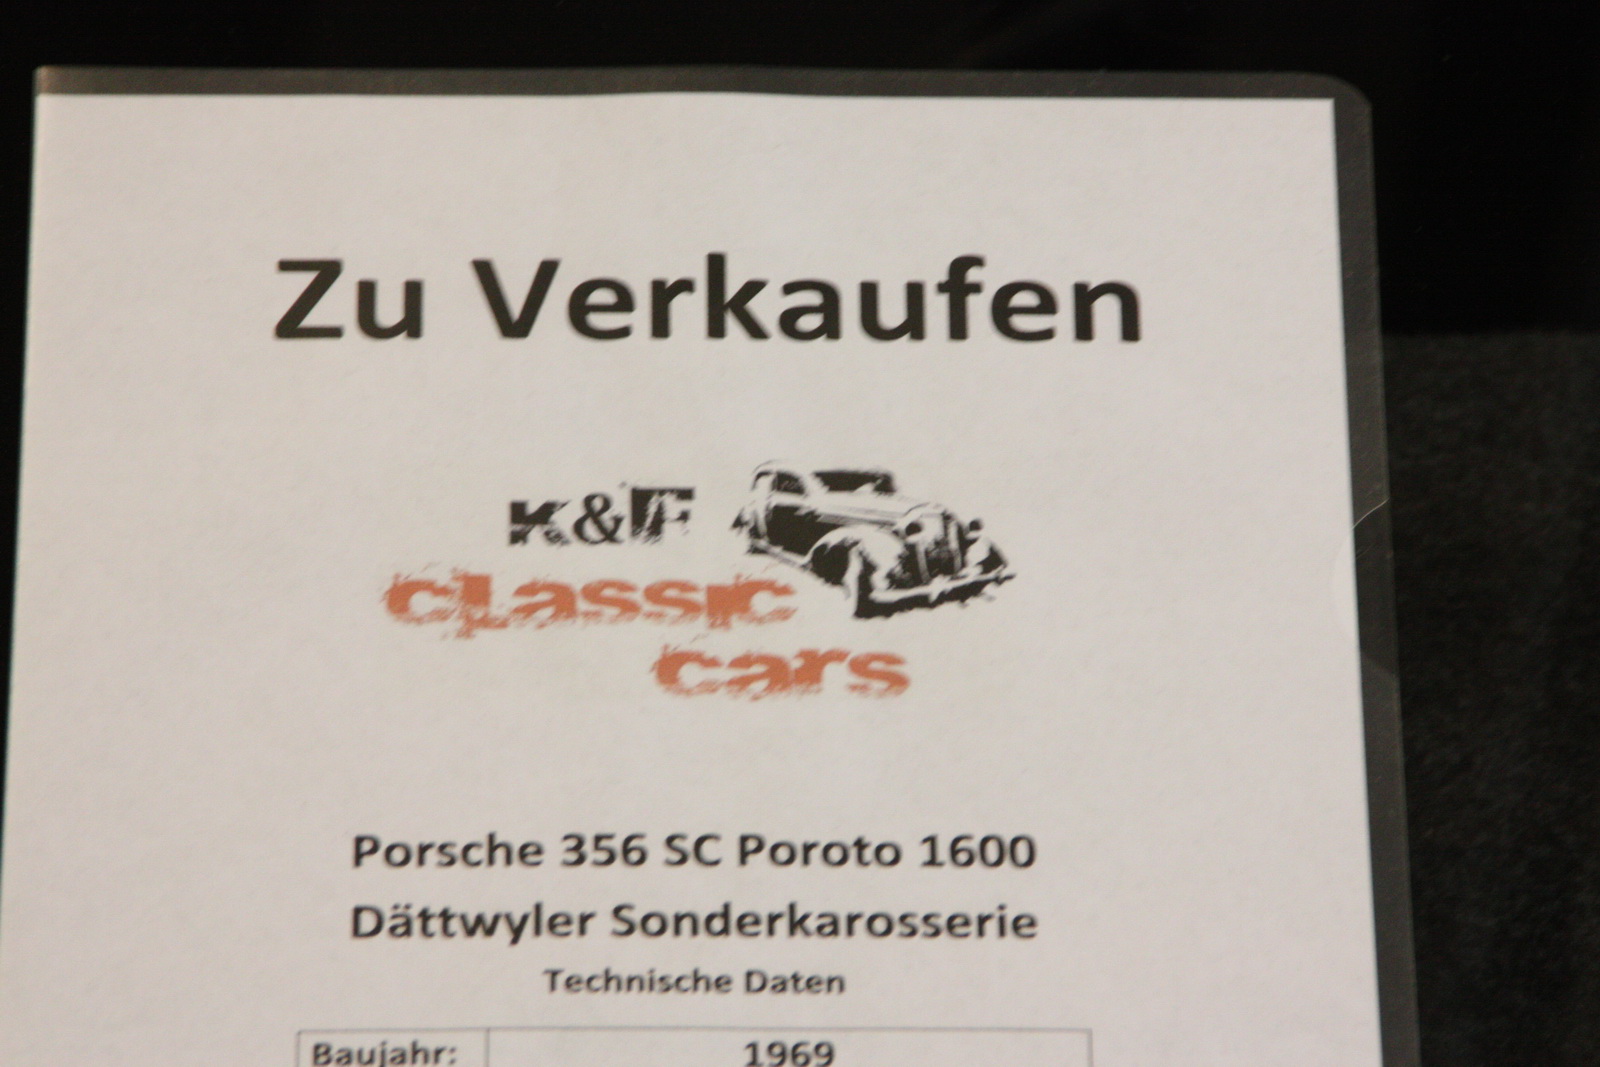 Zu Verkaufen
K&F
classic
cars
Porsche 356 SC Poroto 1600
Dättwyler Sonderkarosserie
Technische Daten
Baujahr: 1969